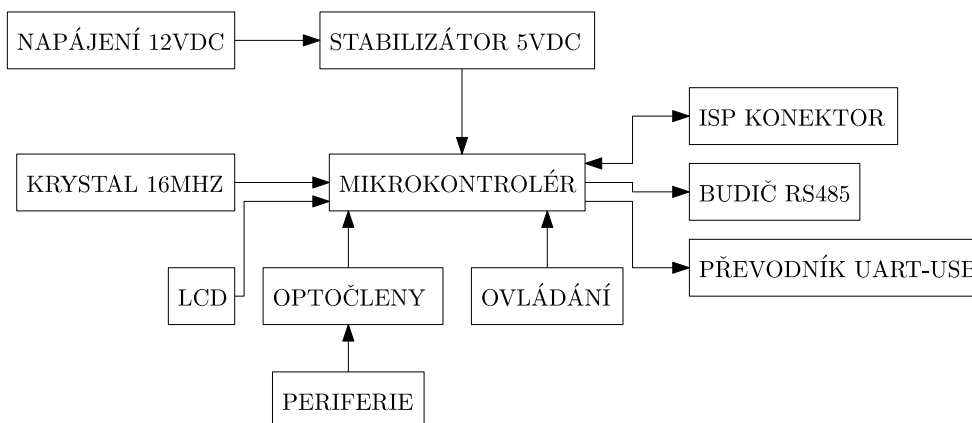 NAPÁJENÍ 12VDC
STABILIZÁTOR 5VDC
ISP KONEKTOR
KRYSTAL 16MHZ
MIKROKONTROLÉR
BUDIČ RS485
PŘEVODNÍK UART-USB
LCD
OPTOČLENY
OVLÁDÁNÍ
PERIFERIE